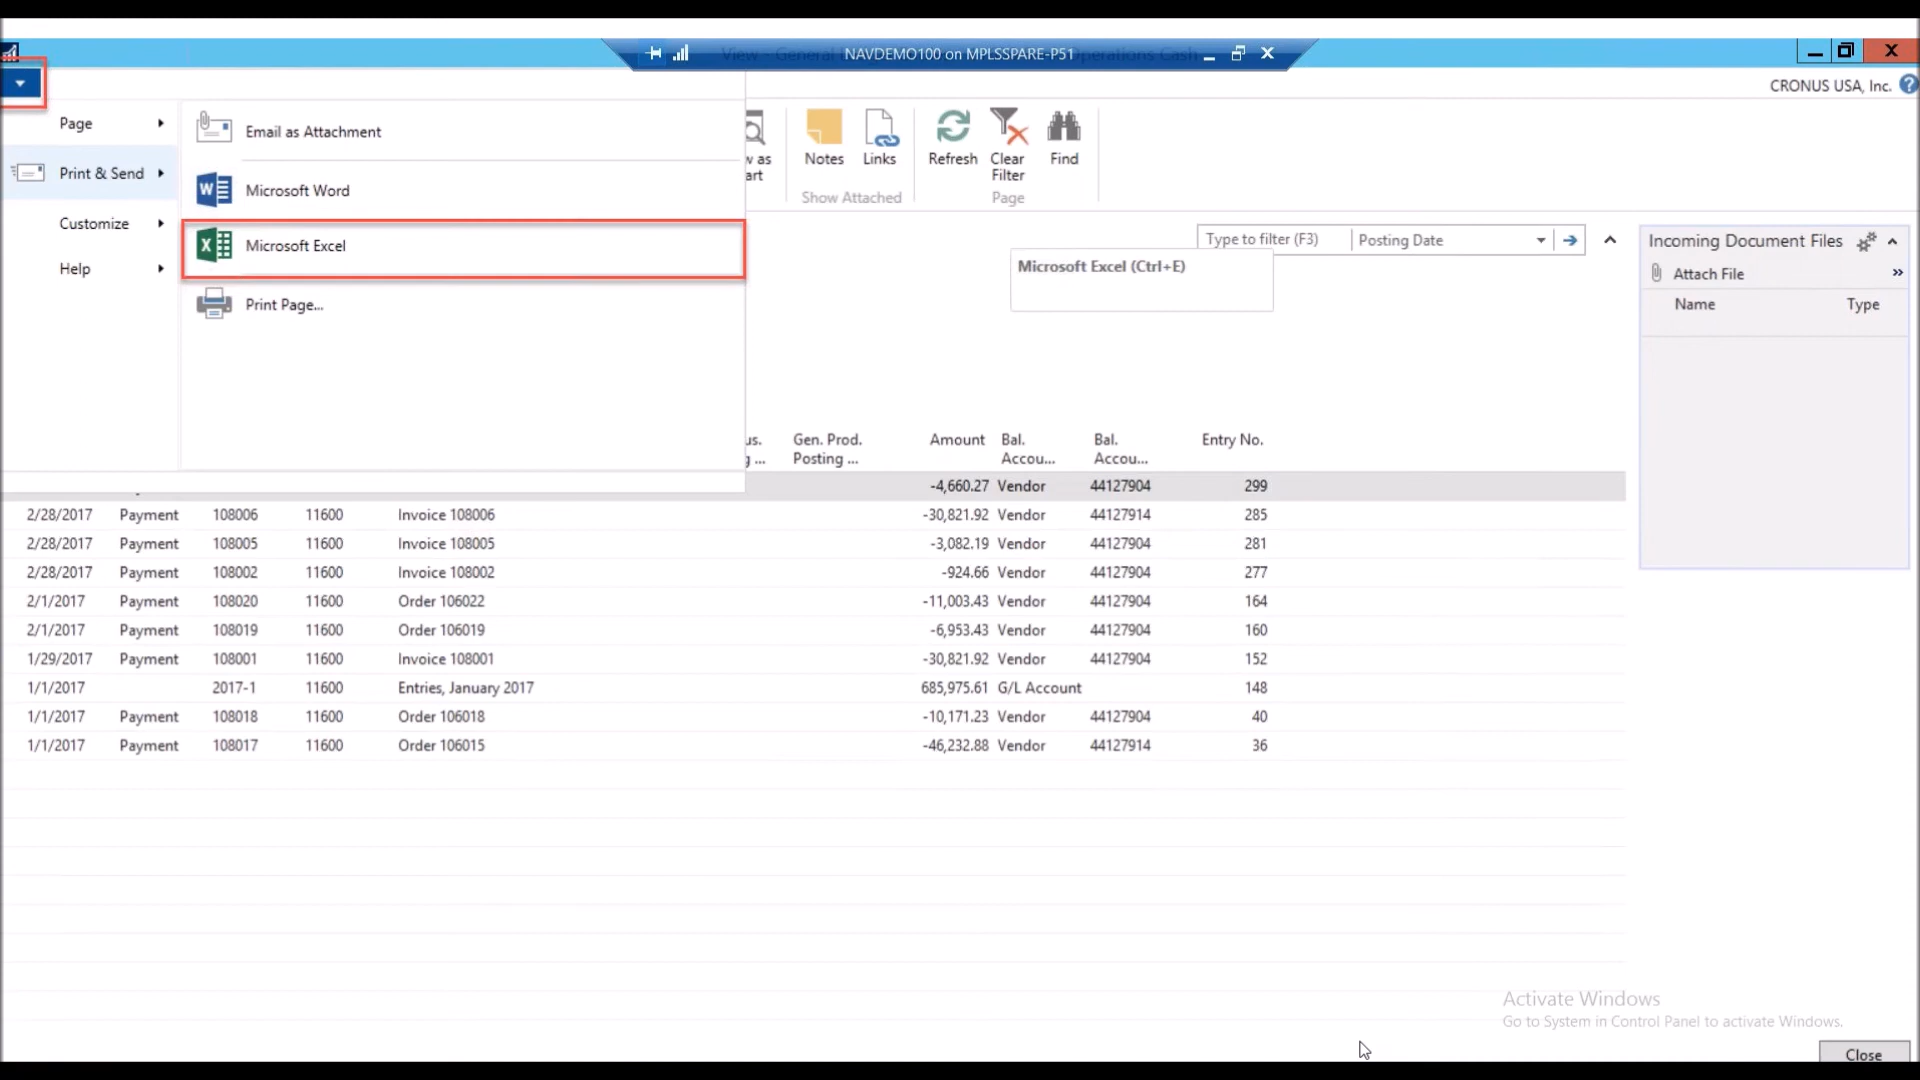 View - General
NAVDEMO100 on MPLSSPARE-P51
Operations Cash
CRONUS USA, Inc.
Page
Print & Send
Customize
Help
Email as Attachment
Microsoft Word
Microsoft Excel
Print Page...
w as
art
Notes
Links
Show Attached
Refresh
Clear
Filter
Find
Page
Type to filter (F3)
Posting Date
Microsoft Excel (Ctrl+E)
Incoming Document Files
Attach File
Name Type
us. Gen. Prod. Amount Bal. Bal. Entry No.
g ... Posting ... Accou... Accou...
-4,660.27 Vendor 44127904 299
2/28/2017 Payment 108006 11600 Invoice 108006 -30,821.92 Vendor 44127914 285
2/28/2017 Payment 108005 11600 Invoice 108005 -3,082.19 Vendor 44127914 281
2/28/2017 Payment 108002 11600 Invoice 108002 -924.66 Vendor 44127904 277
2/1/2017 Payment 108020 11600 Order 106022 -11,003.43 Vendor 44127904 164
2/1/2017 Payment 108019 11600 Order 106019 -6,953.43 Vendor 44127904 160
1/29/2017 Payment 108001 11600 Invoice 108001 -30,821.92 Vendor 44127904 152
1/1/2017 2017-1 11600 Entries, January 2017 685,975.61 G/L Account 148
1/1/2017 Payment 108018 11600 Order 106018 -10,171.23 Vendor 44127904 40
1/1/2017 Payment 108017 11600 Order 106015 -46,232.88 Vendor 44127914 36
Activate Windows
Go to System in Control Panel to activate Windows.
Close